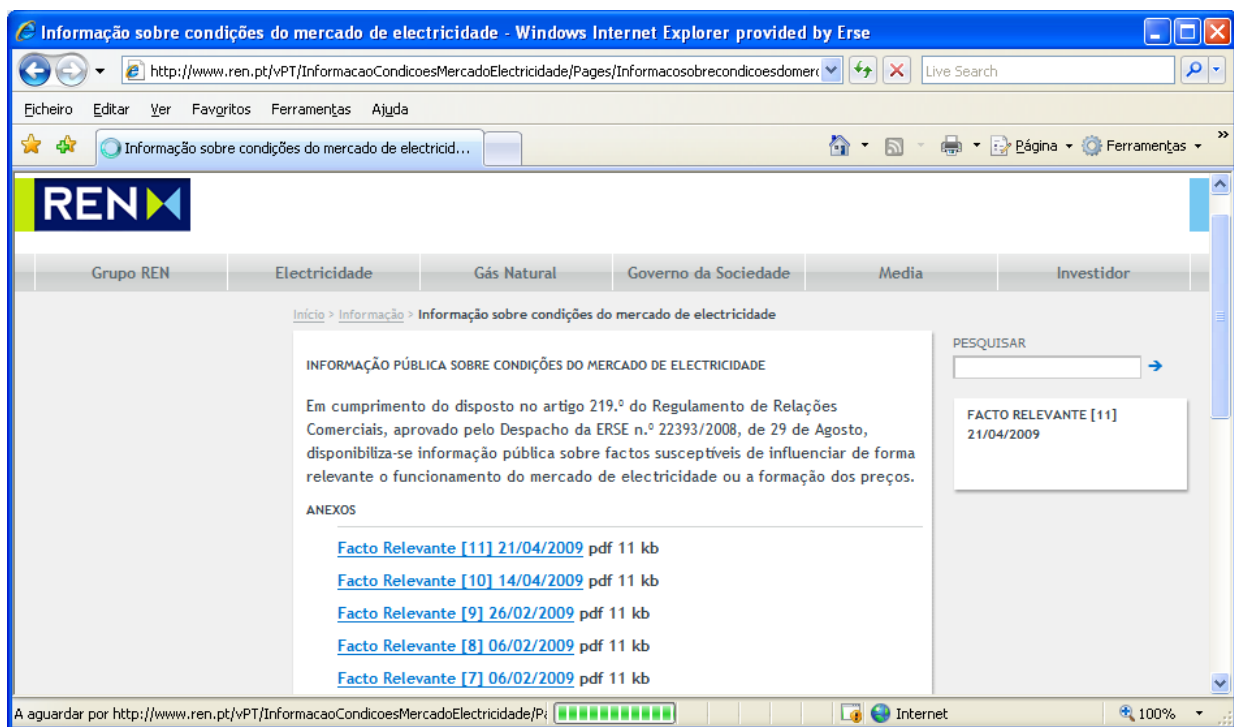 Informação sobre condições do mercado de electricidade - Windows Internet Explorer provided by Erse
http://www.ren.pt/vPT/InformacaoCondicoesMercadoElectricidade/Pages/Informacosobrecondicoesdomerc
Live Search
Ficheiro Editar Ver Favoritos Ferramentas Ajuda
Informação sobre condições do mercado de electricid...
Página Ferramentas
REN
Grupo REN Electricidade Gás Natural Governo da Sociedade Media Investidor
Início > Informação > Informação sobre condições do mercado de electricidade
INFORMAÇÃO PÚBLICA SOBRE CONDIÇÕES DO MERCADO DE ELECTRICIDADE
Em cumprimento do disposto no artigo 219.º do Regulamento de Relações
Comerciais, aprovado pelo Despacho da ERSE n.º 22393/2008, de 29 de Agosto,
disponibiliza-se informação pública sobre factos susceptíveis de influenciar de forma
relevante o funcionamento do mercado de electricidade ou a formação dos preços.
ANEXOS
Facto Relevante [11] 21/04/2009 pdf 11 kb
Facto Relevante [10] 14/04/2009 pdf 11 kb
Facto Relevante [9] 26/02/2009 pdf 11 kb
Facto Relevante [8] 06/02/2009 pdf 11 kb
Facto Relevante [7] 06/02/2009 pdf 11 kb
PESQUISAR
FACTO RELEVANTE [11]
21/04/2009
A aguardar por http://www.ren.pt/vPT/InformacaoCondicoesMercadoElectricidade/Pa
Internet
100%